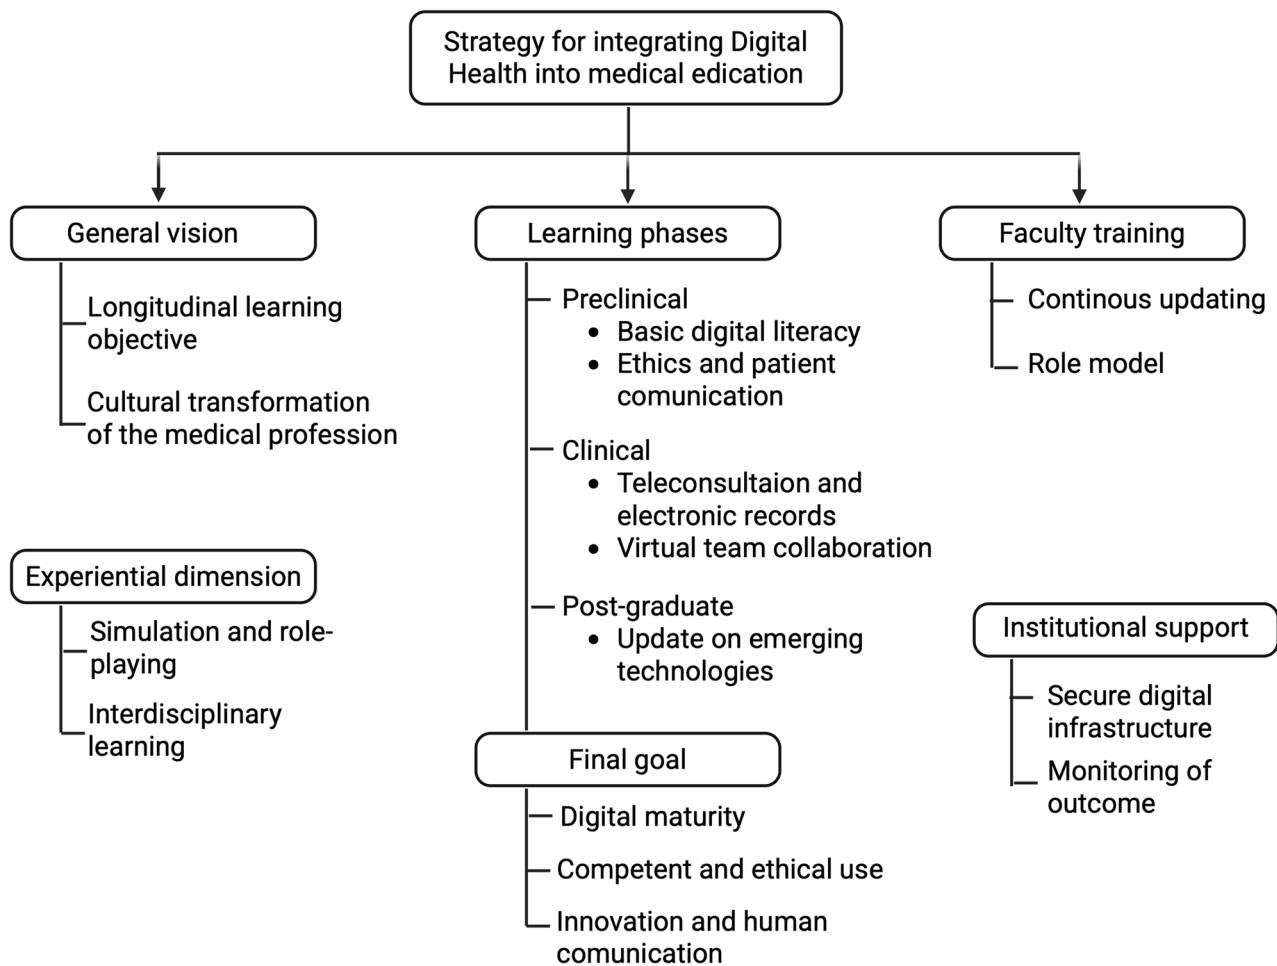 Strategy for integrating Digital
Health into medical edication
General vision
Longitudinal learning
objective
Cultural transformation
of the medical profession
Experiential dimension
Simulation and role-
playing
Interdisciplinary
learning
Learning phases
Preclinical
• Basic digital literacy
• Ethics and patient
comunication
Clinical
• Teleconsultaion and
electronic records
• Virtual team collaboration
Post-graduate
• Update on emerging
technologies
Final goal
Digital maturity
Competent and ethical use
Innovation and human
comunication
Faculty training
Continous updating
Role model
Institutional support
Secure digital
infrastructure
Monitoring of
outcome